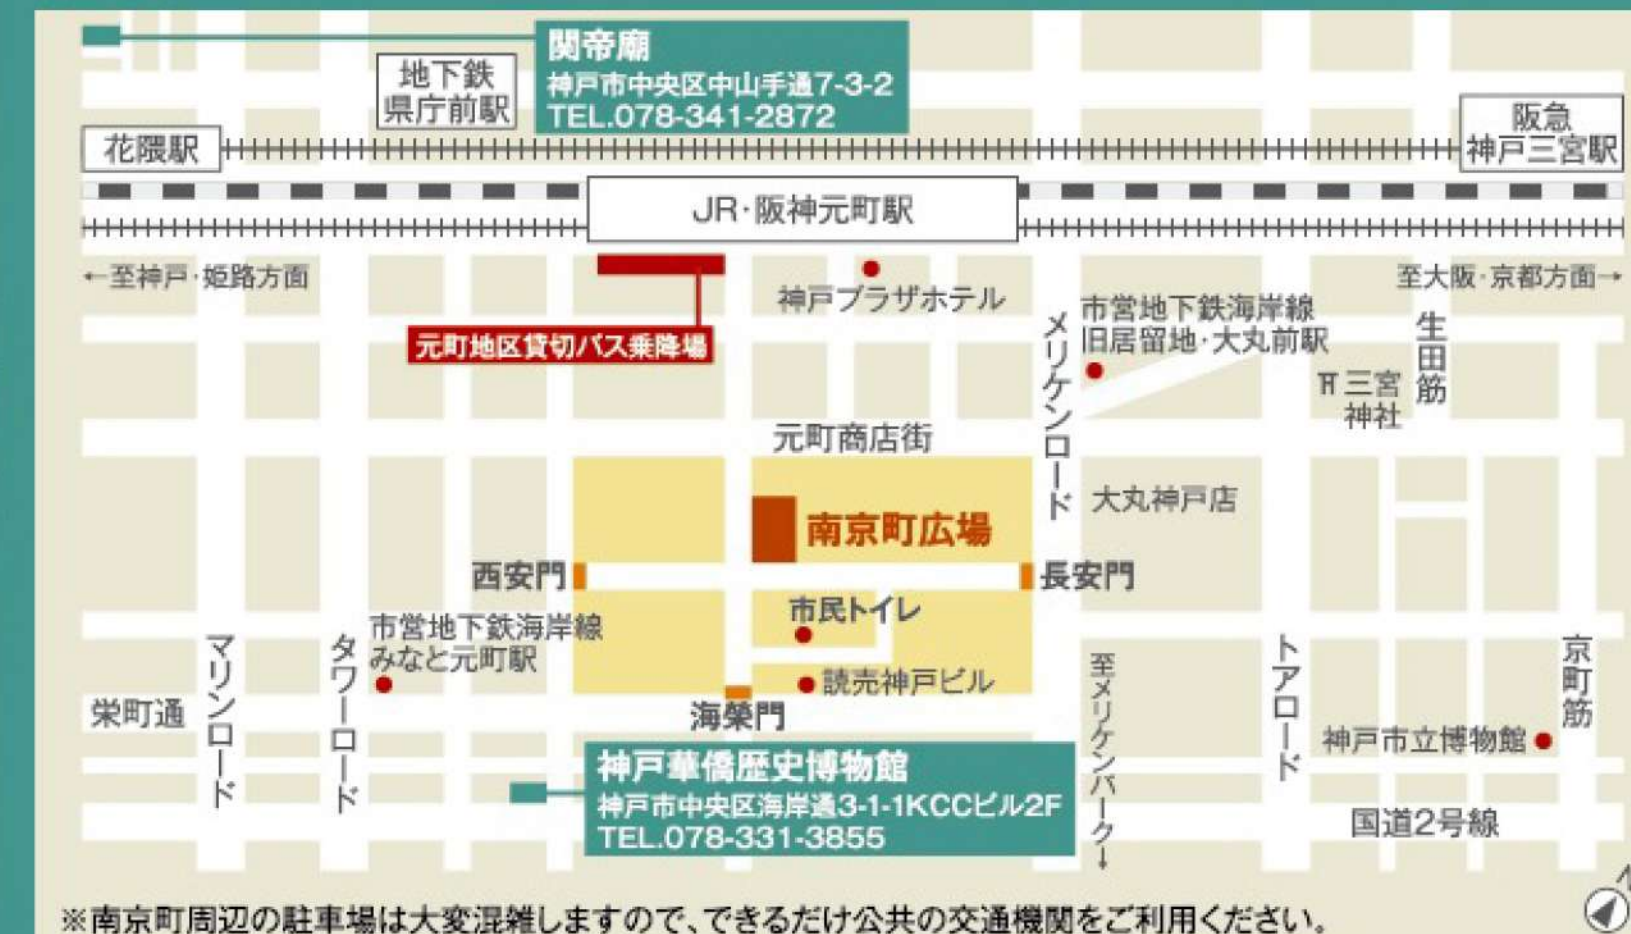 関帝廟
神戸市中央区中山手通7-3-2
TEL.078-341-2872
地下鉄
県庁前駅
花隈駅
阪急
神戸三宮駅
JR・阪神元町駅
←至神戸・姫路方面
至大阪・京都方面→
神戸プラザホテル
元町地区貸切バス乗降場
市営地下鉄海岸線
旧居留地・大丸前駅
メリケンロード
生田筋
三宮
神社
元町商店街
大丸神戸店
南京町広場
西安門
長安門
市民トイレ
市営地下鉄海岸線
みなと元町駅
読売神戸ビル
マリンロード
タワーロード
栄町通
海榮門
至メリケンパーク→
トアロード
京町筋
神戸市立博物館
神戸華僑歴史博物館
神戸市中央区海岸通3-1-1KCCビル2F
TEL.078-331-3855
国道2号線
N
※南京町周辺の駐車場は大変混雑しますので、できるだけ公共の交通機関をご利用ください。